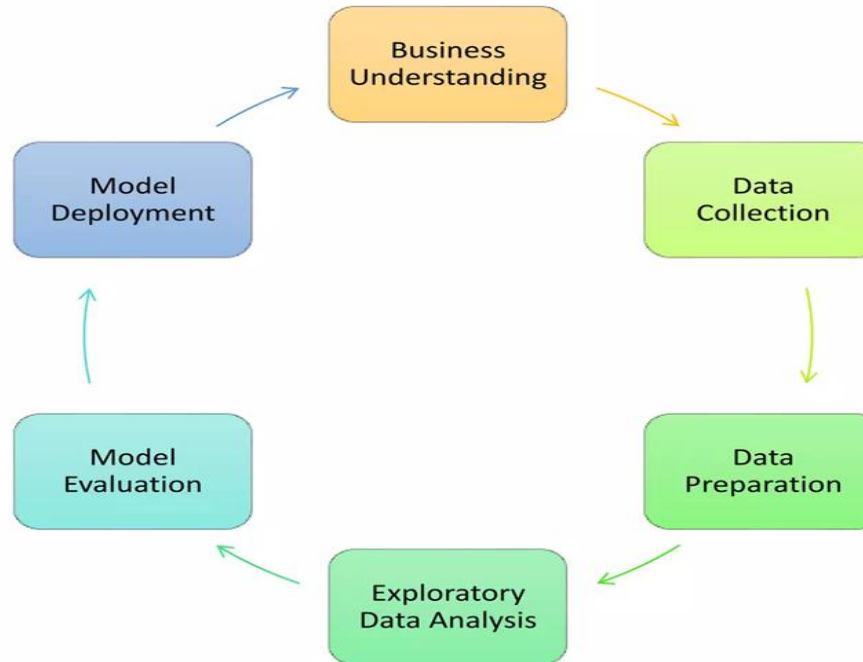 Business
Understanding
Data
Collection
Data
Preparation
Exploratory
Data Analysis
Model
Evaluation
Model
Deployment